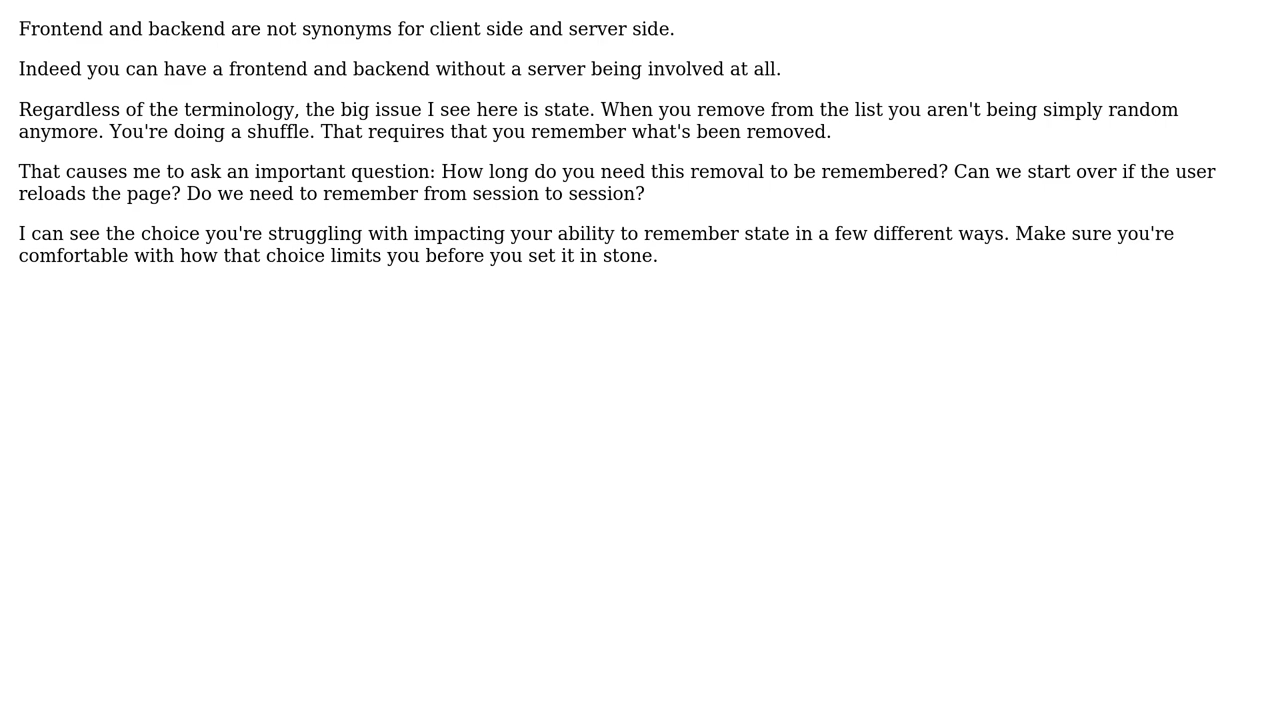 Frontend and backend are not synonyms for client side and server side.
Indeed you can have a frontend and backend without a server being involved at all.
Regardless of the terminology, the big issue I see here is state. When you remove from the list you aren't being simply random
anymore. You're doing a shuffle. That requires that you remember what's been removed.
That causes me to ask an important question: How long do you need this removal to be remembered? Can we start over if the user
reloads the page? Do we need to remember from session to session?
I can see the choice you're struggling with impacting your ability to remember state in a few different ways. Make sure you're
comfortable with how that choice limits you before you set it in stone.